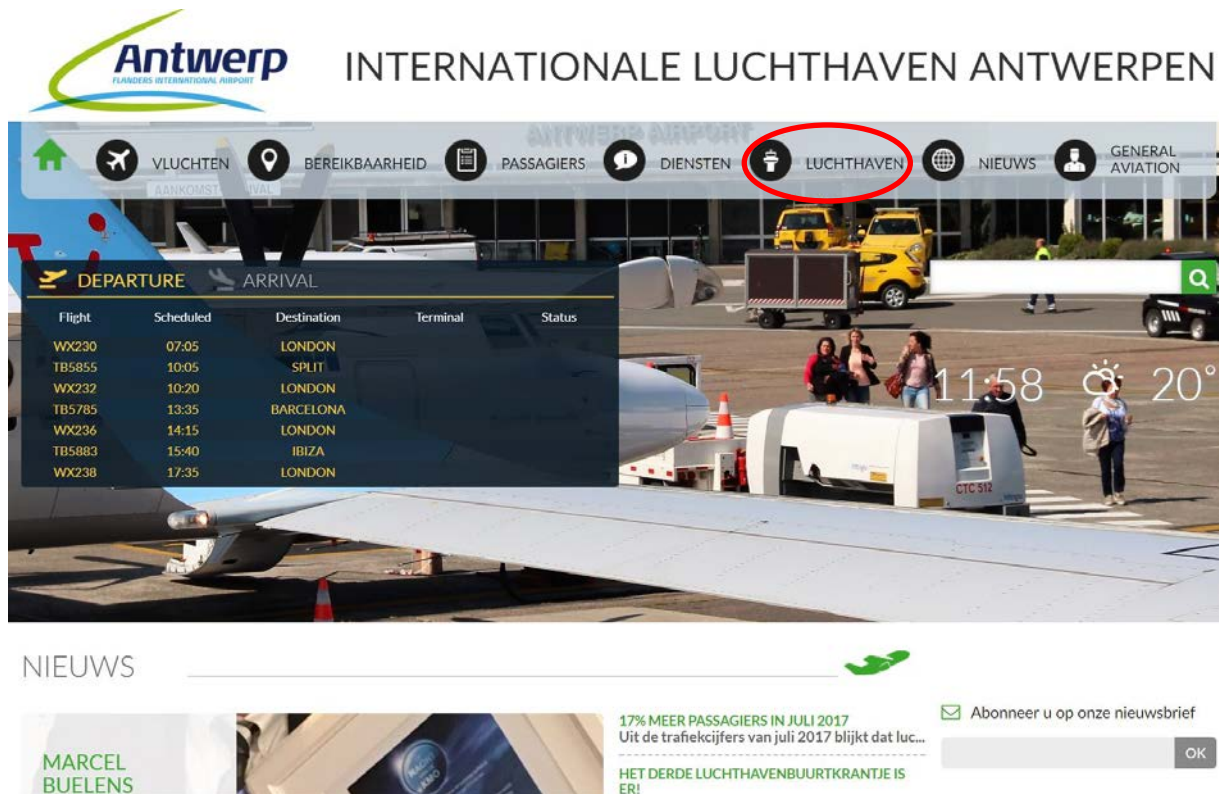 Antwerp
FLANDERS INTERNATIONAL AIRPORT
INTERNATIONALE LUCHTHAVEN ANTWERPEN
ANTWERP AIRPORT
VLUCHTEN
BEREIKBAARHEID
PASSAGIERS
DIENSTEN
LUCHTHAVEN
NIEUWS
GENERAL
AVIATION
DEPARTURE ARRIVAL
Flight Scheduled Destination Terminal Status
WX230 07:05 LONDON
TB5855 10:05 SPLIT
WX232 10:20 LONDON
TB5785 13:35 BARCELONA
WX236 14:15 LONDON
TB5883 15:40 IBIZA
WX238 17:35 LONDON
11:58 20°
CTC 512
NIEUWS
MARCEL
BUELENS
17% MEER PASSAGIERS IN JULI 2017
Uit de trafiekcijfers van juli 2017 blijkt dat luc...
HET DERDE LUCHTHAVENBUURTKRANTJE IS
ER!
Abonneer u op onze nieuwsbrief
OK